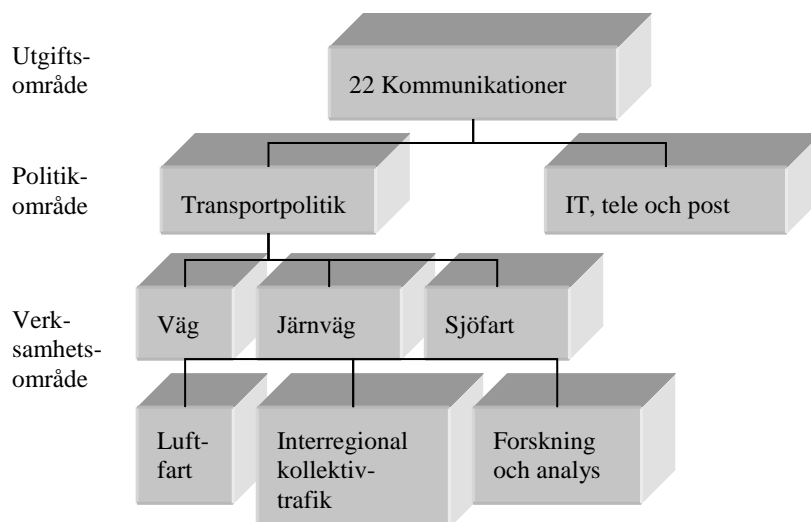 Utgifts-
område
22 Kommunikationer
Politik-
område
Transportpolitik
IT, tele och post
Verk-
samhets-
område
Väg
Järnväg
Sjöfart
Luft-
fart
Interregional
kollektiv-
trafik
Forskning
och analys